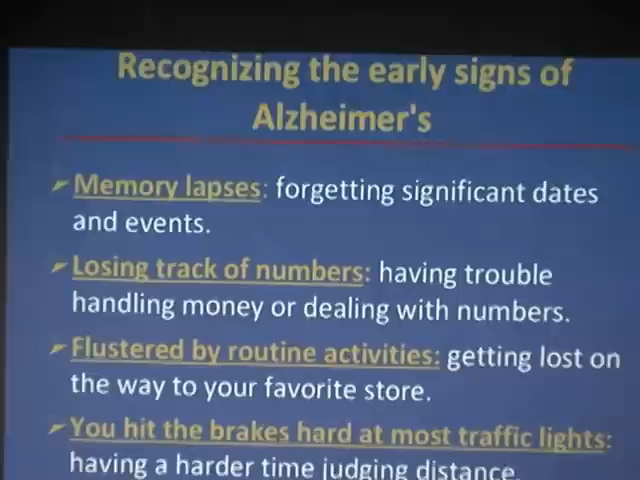 Recognizing the early signs of
Alzheimer's
Memory lapses: forgetting significant dates
and events.
Losing track of numbers: having trouble
handling money or dealing with numbers.
Flustered by routine activities: getting lost on
the way to your favorite store.
You hit the brakes hard at most traffic lights:
having a harder time judging distance.